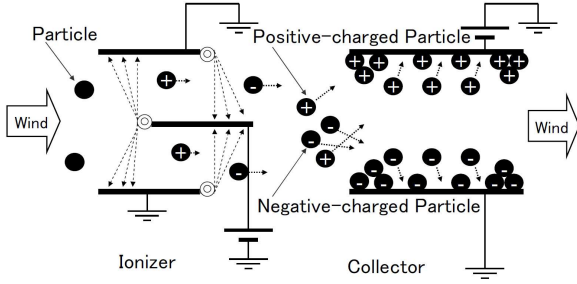 Particle
Positive-charged Particle
Wind
Wind
Negative-charged Particle
Ionizer
Collector